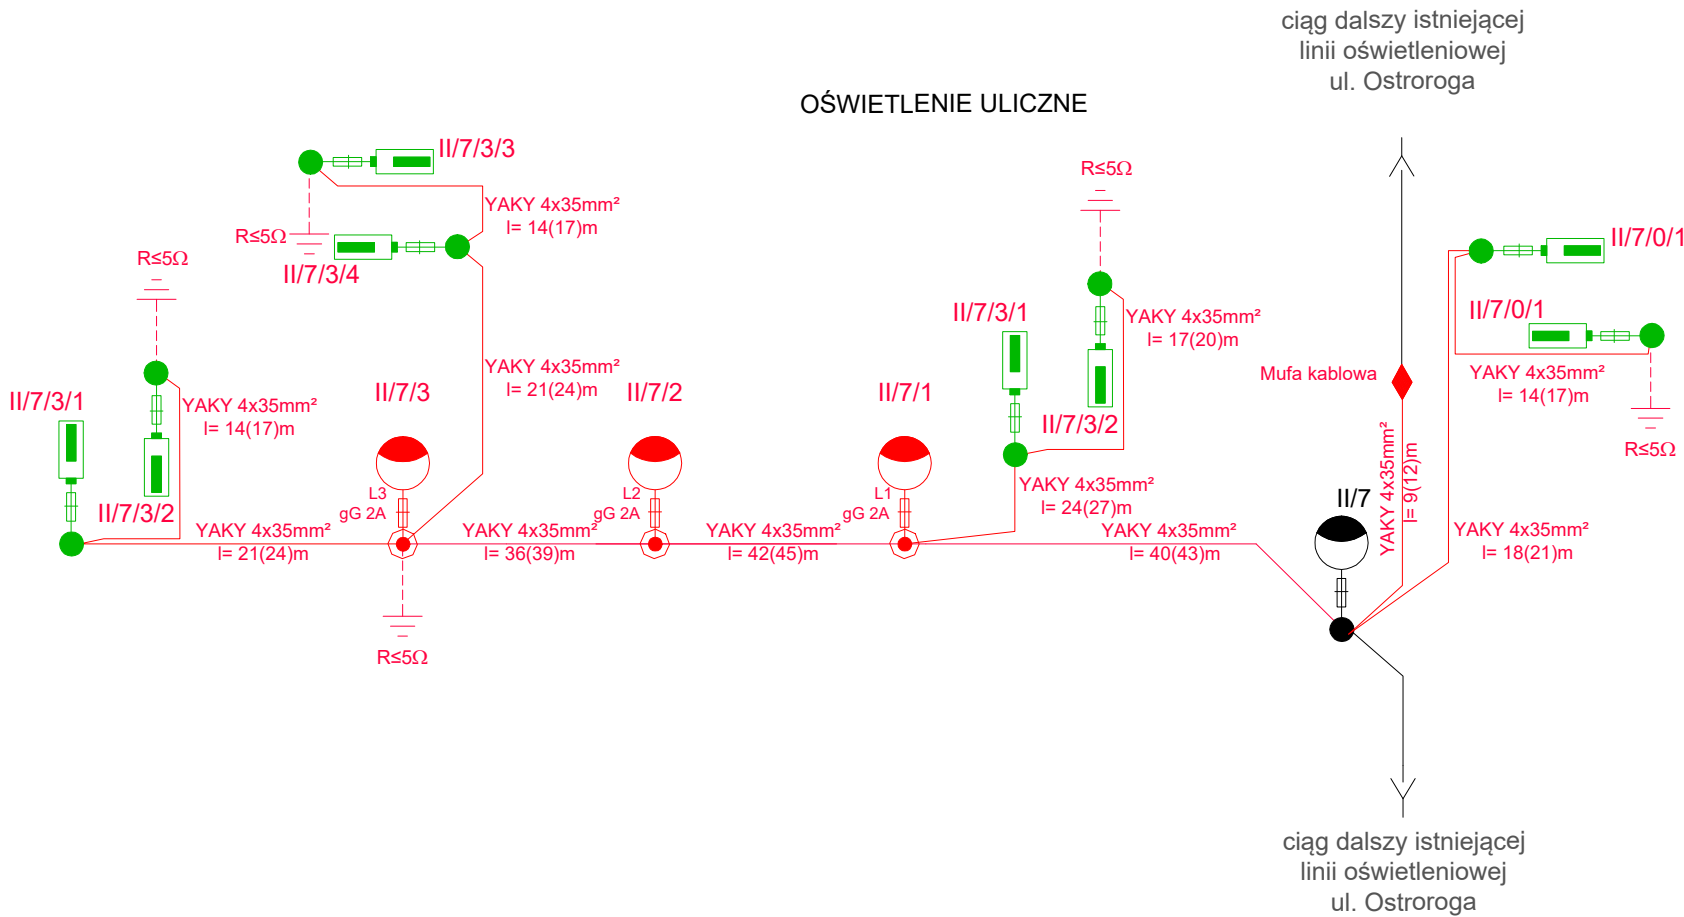 ciąg dalszy istniejącej
linii oświetleniowej
ul. Ostroroga
OŚWIETLENIE ULICZNE
II/7/3/3
R≤5Ω
YAKY 4x35mm²
l= 14(17)m
R≤5Ω
II/7/3/4
R≤5Ω
II/7/0/1
II/7/0/1
II/7/3/1
YAKY 4x35mm²
l= 17(20)m
YAKY 4x35mm²
l= 21(24)m
Mufa kablowa
YAKY 4x35mm²
l= 14(17)m
II/7/3/1
YAKY 4x35mm²
l= 14(17)m
II/7/3
II/7/2
II/7/1
II/7/3/2
R≤5Ω
II/7/3/2
L3
gG 2A
L2
gG 2A
L1
gG 2A
YAKY 4x35mm²
l= 24(27)m
II/7
YAKY 4x35mm²
l= 9(12)m
YAKY 4x35mm²
l= 21(24)m
YAKY 4x35mm²
l= 36(39)m
YAKY 4x35mm²
l= 42(45)m
YAKY 4x35mm²
l= 40(43)m
YAKY 4x35mm²
l= 18(21)m
R≤5Ω
ciąg dalszy istniejącej
linii oświetleniowej
ul. Ostroroga